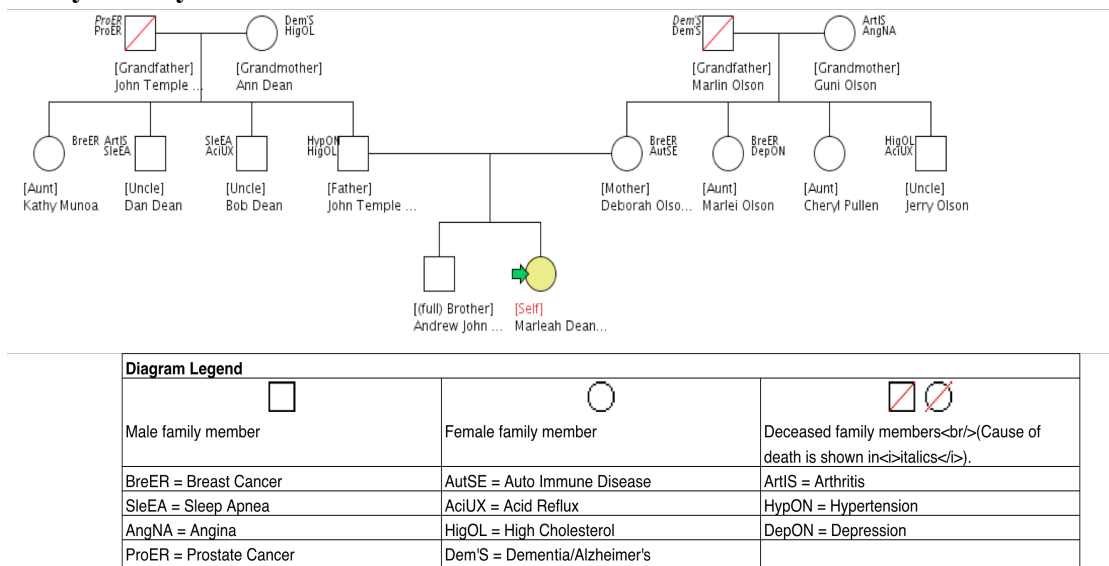 ProER
ProER
Dem'S
HigOL
Dem'S
Dem'S
ArtIS
AngNA
[Grandfather]
John Temple ...
[Grandmother]
Ann Dean
[Grandfather]
Marlin Olson
[Grandmother]
Guni Olson
BreER
ArtIS
SleEA
SleEA
AciUX
HypON
HigOL
BreER
AutSE
BreER
DepON
HigOL
AciUX
[Aunt]
Kathy Munoa
[Uncle]
Dan Dean
[Uncle]
Bob Dean
[Father]
John Temple ...
[Mother]
Deborah Olso...
[Aunt]
Marlei Olson
[Aunt]
Cheryl Pullen
[Uncle]
Jerry Olson
[(full) Brother]
Andrew John ...
[Self]
Marleah Dean...
Diagram Legend
Male family member
Female family member
Deceased family members<br/>(Cause of
death is shown in<i>italics</i>).
BreER = Breast Cancer
AutSE = Auto Immune Disease
ArtIS = Arthritis
SleEA = Sleep Apnea
AciUX = Acid Reflux
HypON = Hypertension
AngNA = Angina
HigOL = High Cholesterol
DepON = Depression
ProER = Prostate Cancer
Dem'S = Dementia/Alzheimer's